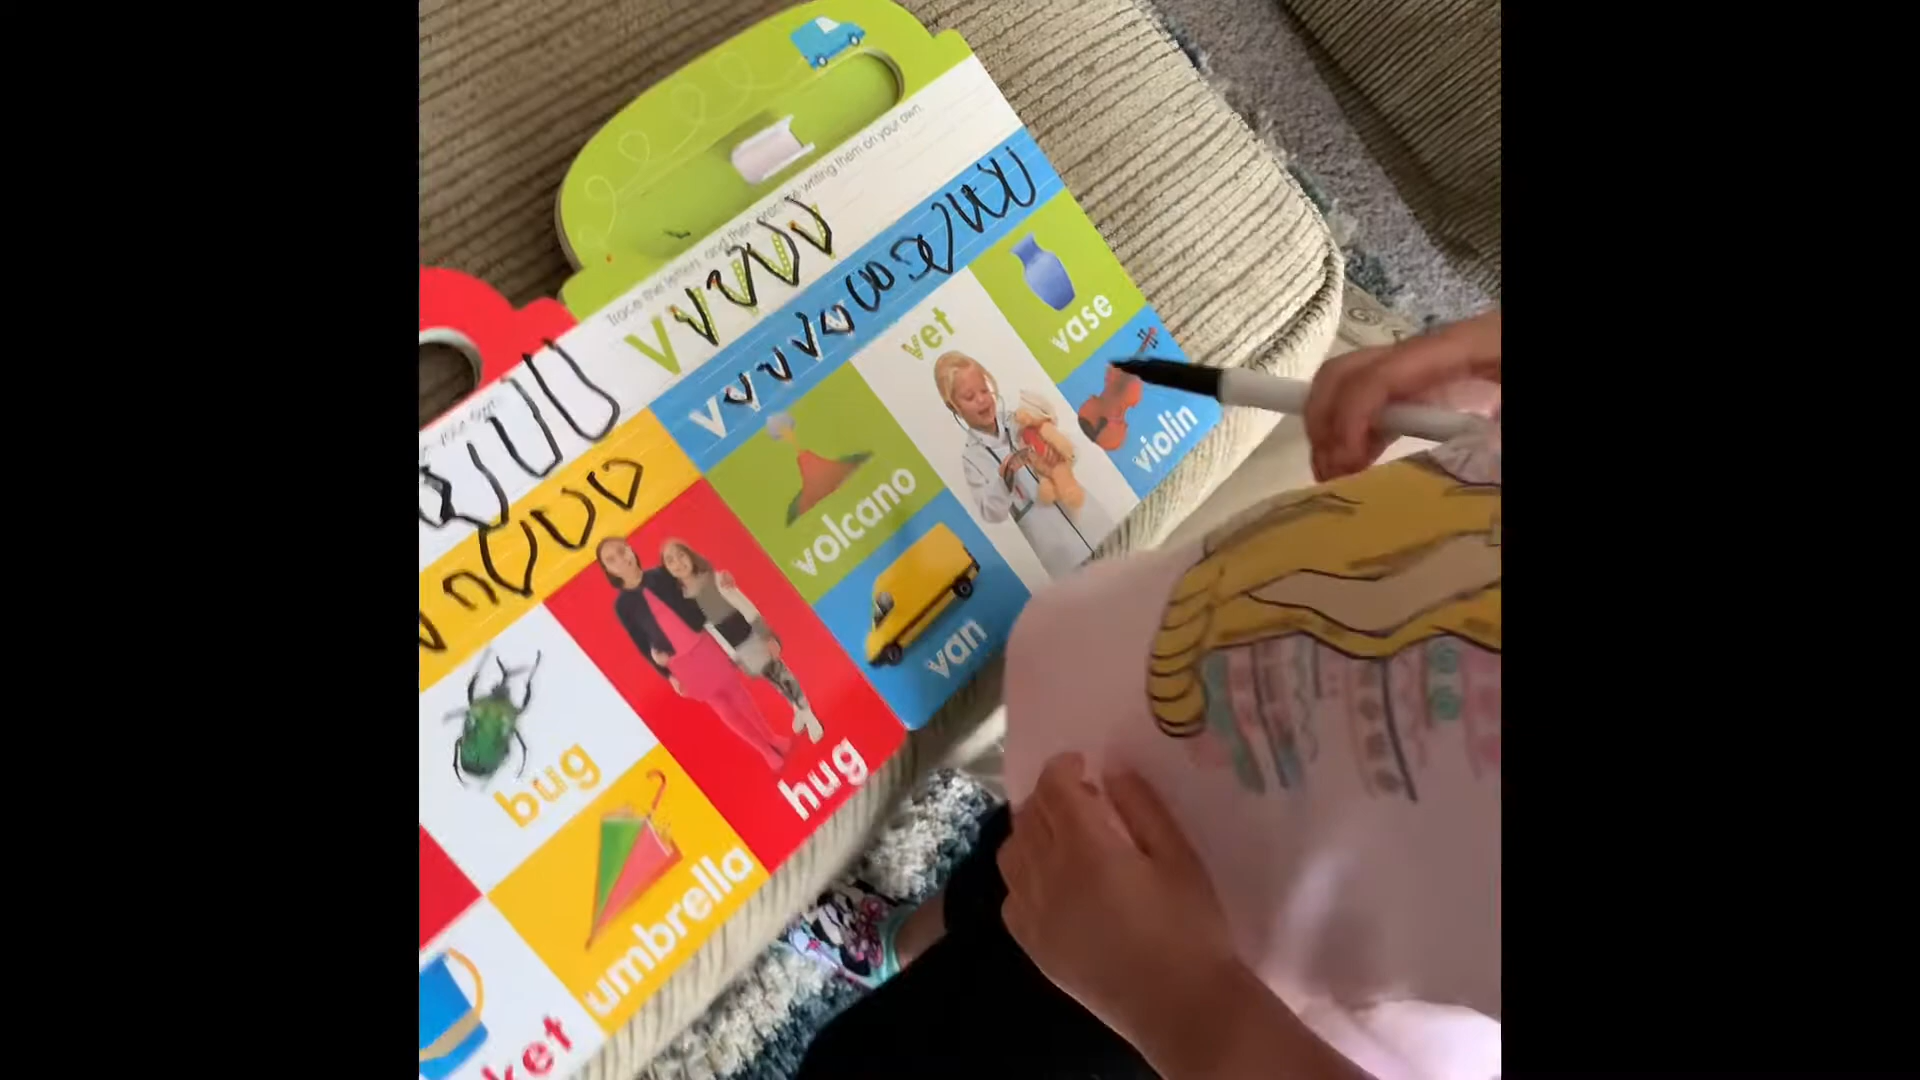 Trace the letters, and then practice writing them on your own.
V V V V V
v v v v v
vet
vase
volcano
violin
van
bug
hug
umbrella
ket